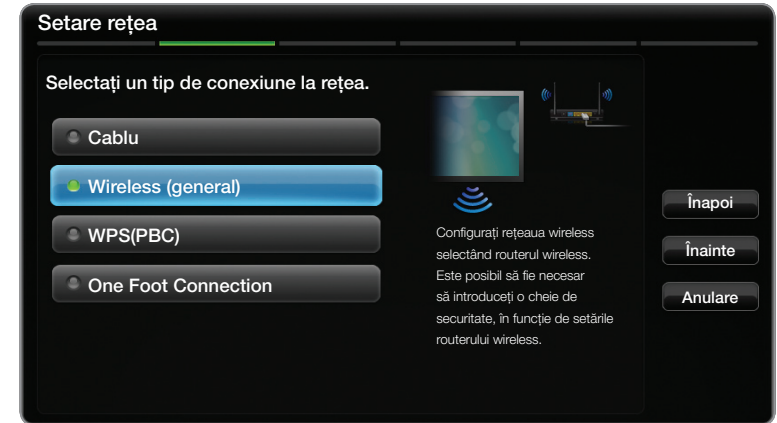 Setare rețea
Selectați un tip de conexiune la rețea.
Cablu
Wireless (general)
WPS(PBC)
One Foot Connection
Configurați rețeaua wireless
selectând routerul wireless.
Este posibil să fie necesar
să introduceți o cheie de
securitate, în funcție de setările
routerului wireless.
Înapoi
Înainte
Anulare